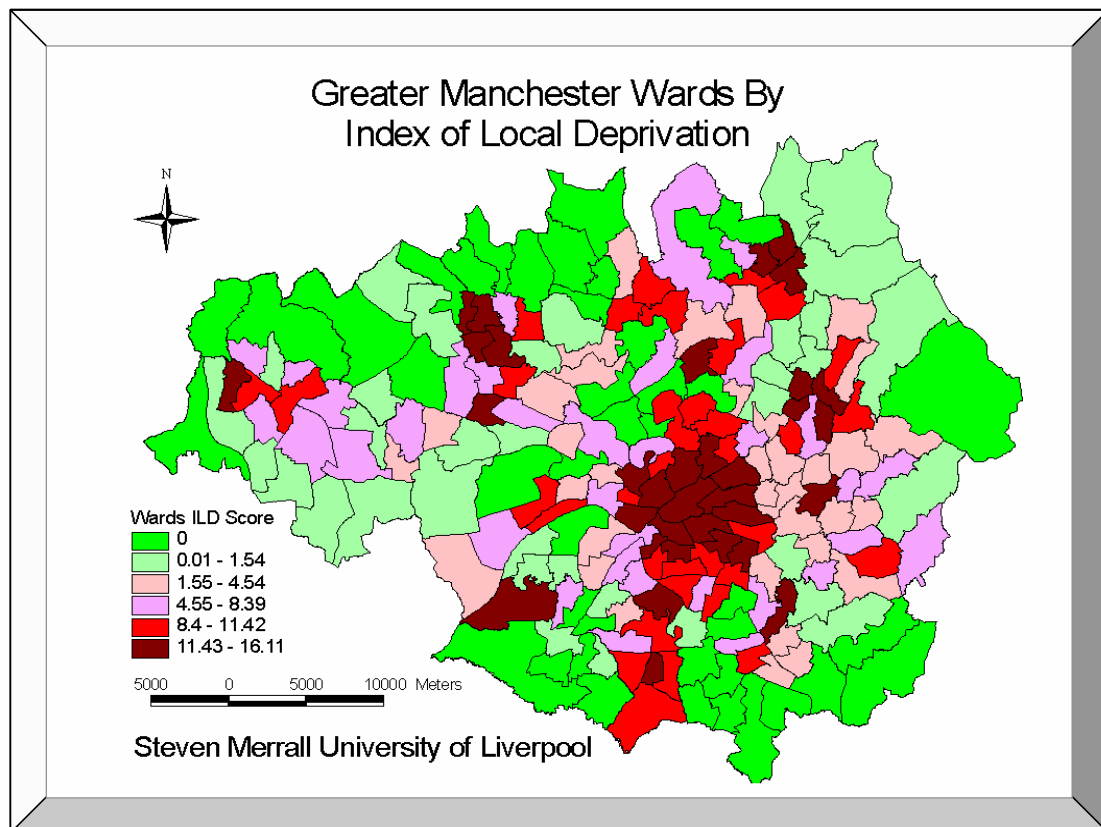 Greater Manchester Wards By
Index of Local Deprivation
N
Wards ILD Score
0
0.01 - 1.54
1.55 - 4.54
4.55 - 8.39
8.4 - 11.42
11.43 - 16.11
5000 0 5000 10000 Meters
Steven Merrall University of Liverpool